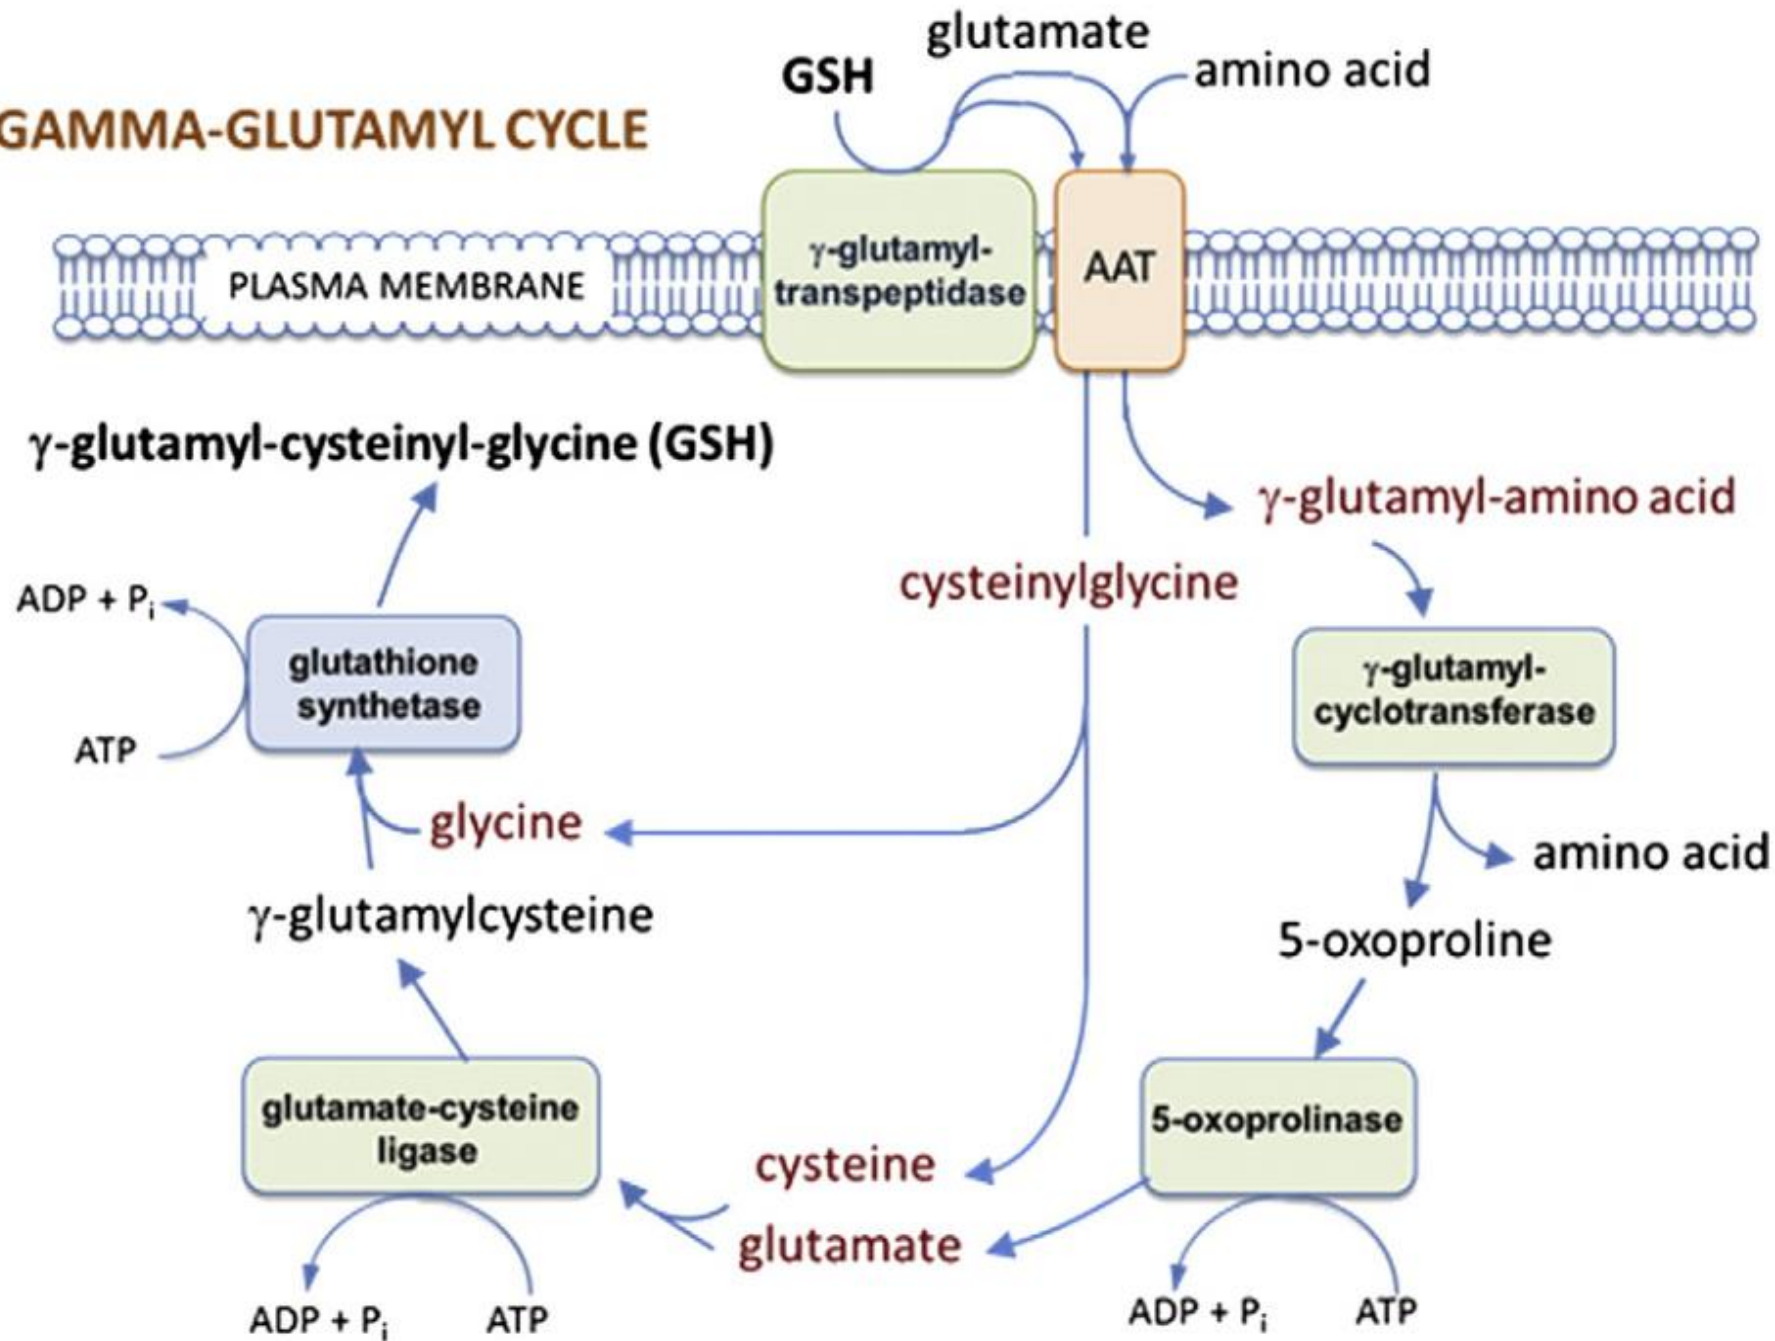 glutamate
GSH
amino acid
GAMMA-GLUTAMYL CYCLE
γ-glutamyl-
transpeptidase
AAT
PLASMA MEMBRANE
γ-glutamyl-cysteinyl-glycine (GSH)
γ-glutamyl-amino acid
cysteinylglycine
ADP + Pi
glutathione
synthetase
ATP
γ-glutamyl-
cyclotransferase
glycine
amino acid
γ-glutamylcysteine
5-oxoproline
glutamate-cysteine
ligase
5-oxoprolinase
cysteine
glutamate
ADP + Pi
ATP
ADP + Pi
ATP